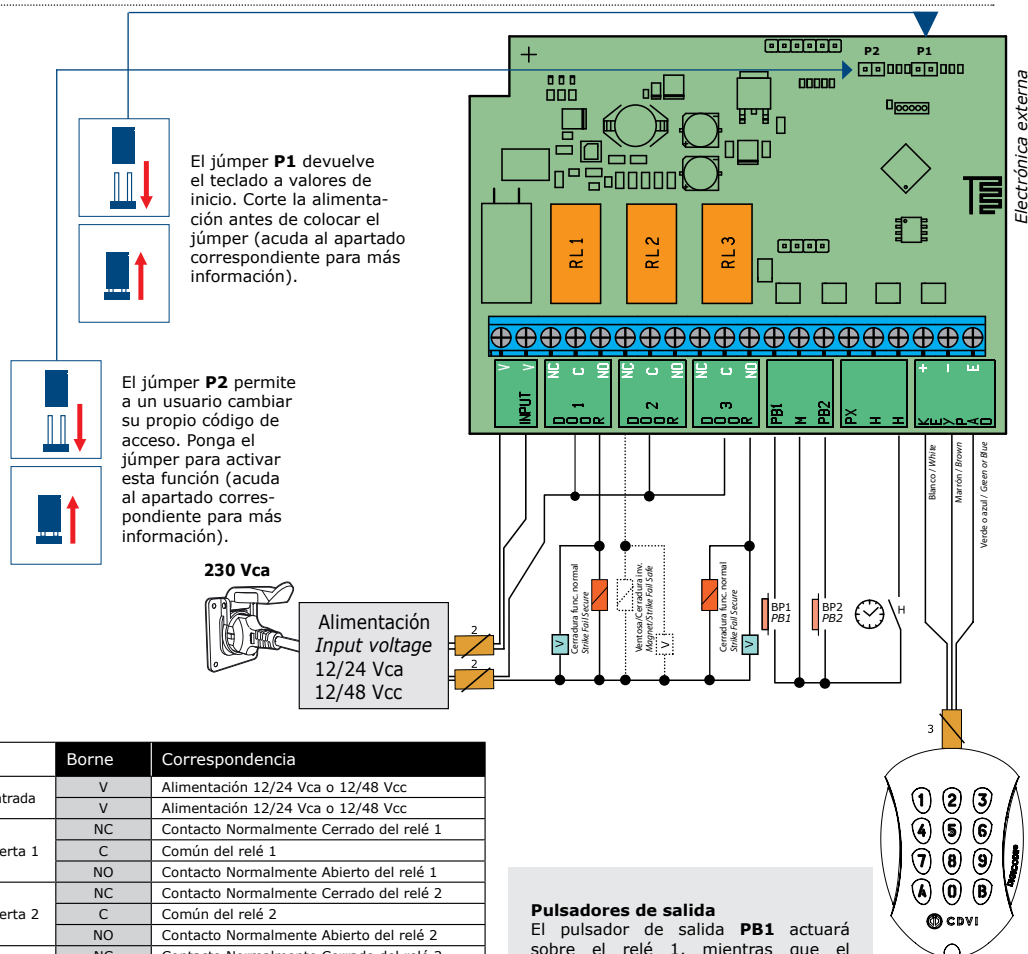 P2
P1
Electrónica externa
El júmper P1 devuelve
el teclado a valores de
inicio. Corte la alimenta-
ción antes de colocar el
júmper (acuda al apartado
correspondiente para más
información).
RL1
RL2
RL3
El júmper P2 permite
a un usuario cambiar
su propio código de
acceso. Ponga el
júmper para activar
esta función (acuda
al apartado corres-
pondiente para más
información).
V
V
INPUT
NC
C
NO
DOOR 1
NC
C
NO
DOOR 2
NC
C
NO
DOOR 3
PB1
M
PB2
PX
H
H
+
−
E
KEYPAD
Blanco / White
Marrón / Brown
Verde o azul / Green or Blue
230 Vca
Alimentación
Input voltage
12/24 Vca
12/48 Vcc
2
2
V
Cerradura func. normal
Strike Fail Secure
Ventosa/Cerradura inv.
Magnet/Strike Fail Safe
V
Cerradura func. normal
Strike Fail Secure
V
BP1
PB1
BP2
PB2
H
3
Borne Correspondencia
ntrada
V Alimentación 12/24 Vca o 12/48 Vcc
V Alimentación 12/24 Vca o 12/48 Vcc
erta 1
NC Contacto Normalmente Cerrado del relé 1
C Común del relé 1
NO Contacto Normalmente Abierto del relé 1
erta 2
NC Contacto Normalmente Cerrado del relé 2
C Común del relé 2
NO Contacto Normalmente Abierto del relé 2
Pulsadores de salida
El pulsador de salida PB1 actuará
sobre el relé 1, mientras que el
1 2 3
4 5 6
7 8 9
A 0 B
DIGICODE®
CDVI